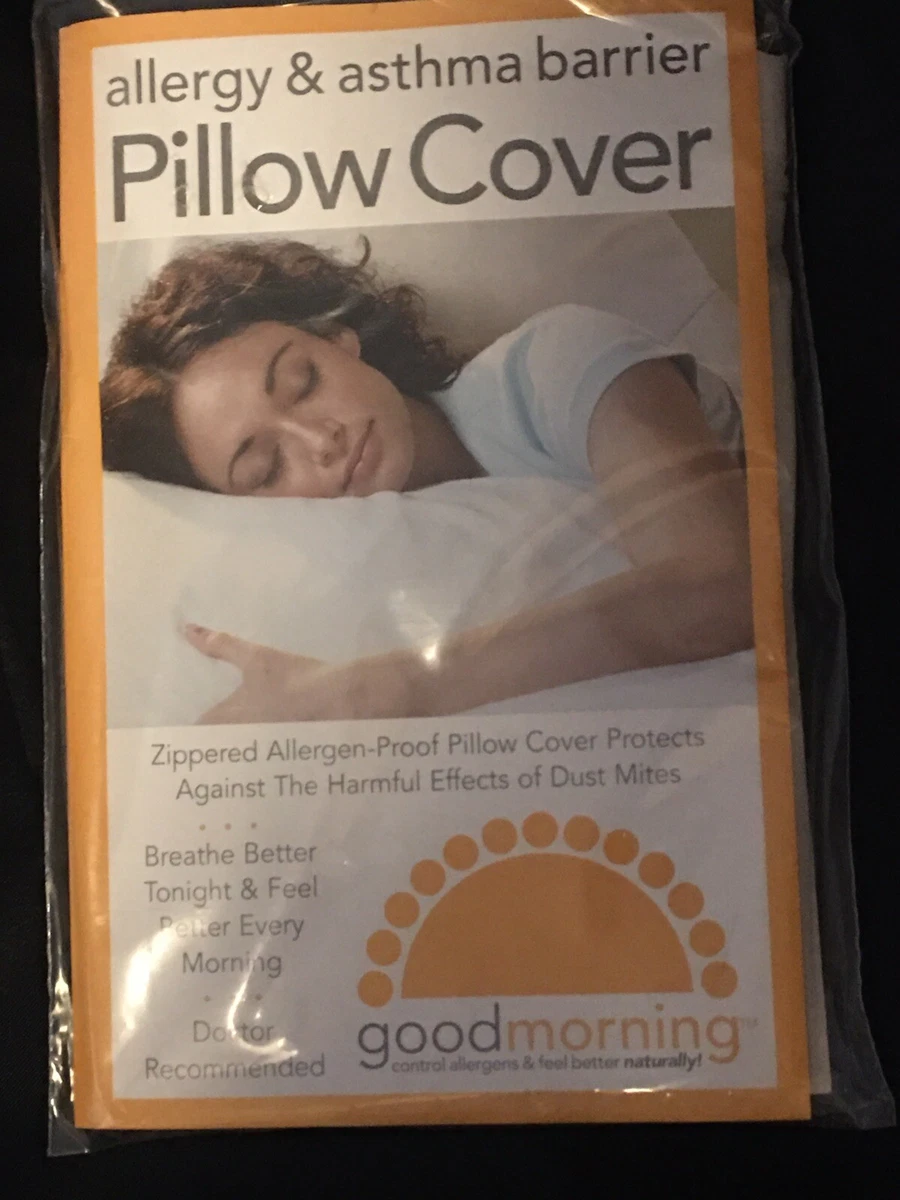 allergy & asthma barrier
Pillow Cover
Zippered Allergen-Proof Pillow Cover Protects
Against The Harmful Effects of Dust Mites
Breathe Better
Tonight & Feel
Better Every
Morning
Doctor
Recommended
goodmorning
control allergens & feel better naturally!